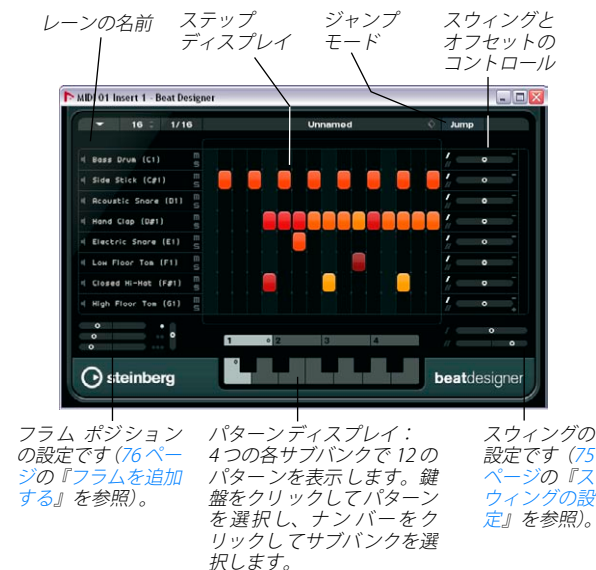 レーンの名前
ステップ
ディスプレイ
ジャンプ
モード
スウィングと
オフセットの
コントロール
MIDI 01 Insert 1 - Beat Designer
16 1/16 Unnamed Jump
Bass Drum (C1)
Side Stick (C#1)
Acoustic Snare (D1)
Hand Clap (D#1)
Electric Snare (E1)
Low Floor Tom (F1)
Closed Hi-Hat (F#1)
High Floor Tom (G1)
1 2 3 4
steinberg
beatdesigner
フラム ポジション
の設定です(76 ペー
ジの『フラムを追加
する』を参照)。
パターンディスプレイ：
4つの各サブバンクで 12 の
パターンを表示します。鍵
盤をクリックしてパターン
を選択し、ナンバーをク
リックしてサブバンクを選
択します。
スウィングの
設定です(75
ページの『ス
ウィングの設
定』を参照)。